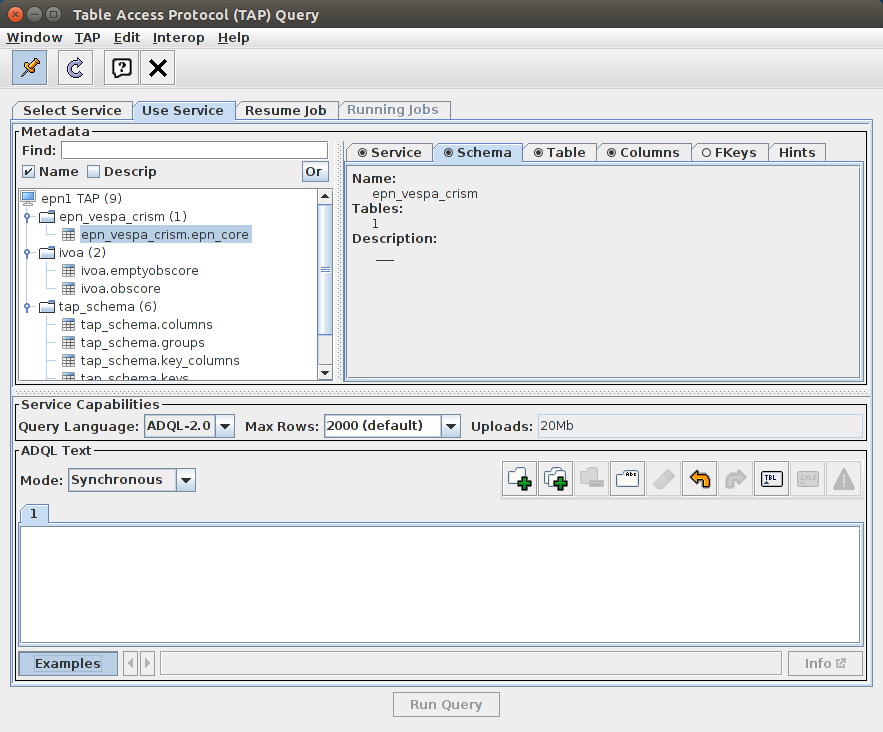 Table Access Protocol (TAP) Query
Window TAP Edit Interop Help
Select Service Use Service Resume Job Running Jobs
Metadata
Find:
Name Descrip Or
epn1 TAP (9)
epn_vespa_crism (1)
epn_vespa_crism.epn_core
ivoa (2)
ivoa.emptyobscore
ivoa.obscore
tap_schema (6)
tap_schema.columns
tap_schema.groups
tap_schema.key_columns
tap_schema.keys
Service Schema Table Columns FKeys Hints
Name:
epn_vespa_crism
Tables:
1
Description:
Service Capabilities
Query Language: ADQL-2.0 Max Rows: 2000 (default) Uploads: 20Mb
ADQL Text
Mode: Synchronous
Abc TBL COLS
1
Examples Info
Run Query